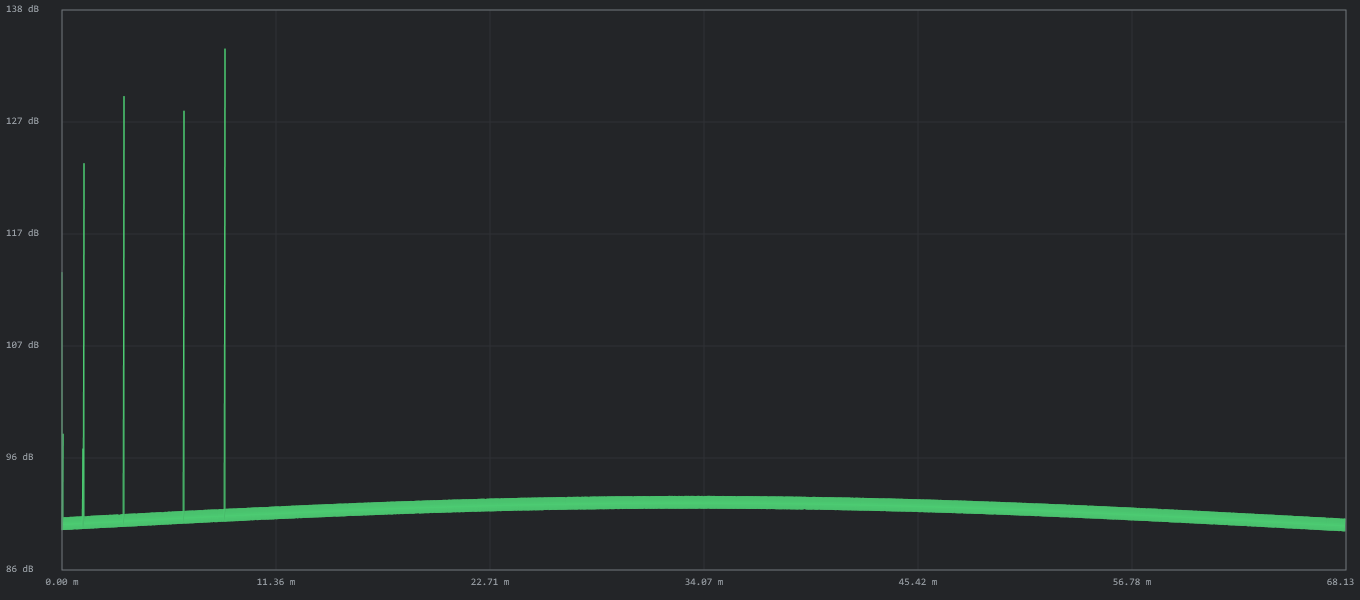 138 dB
127 dB
117 dB
107 dB
96 dB
86 dB
0.00 m
11.36 m
22.71 m
34.07 m
45.42 m
56.78 m
68.13